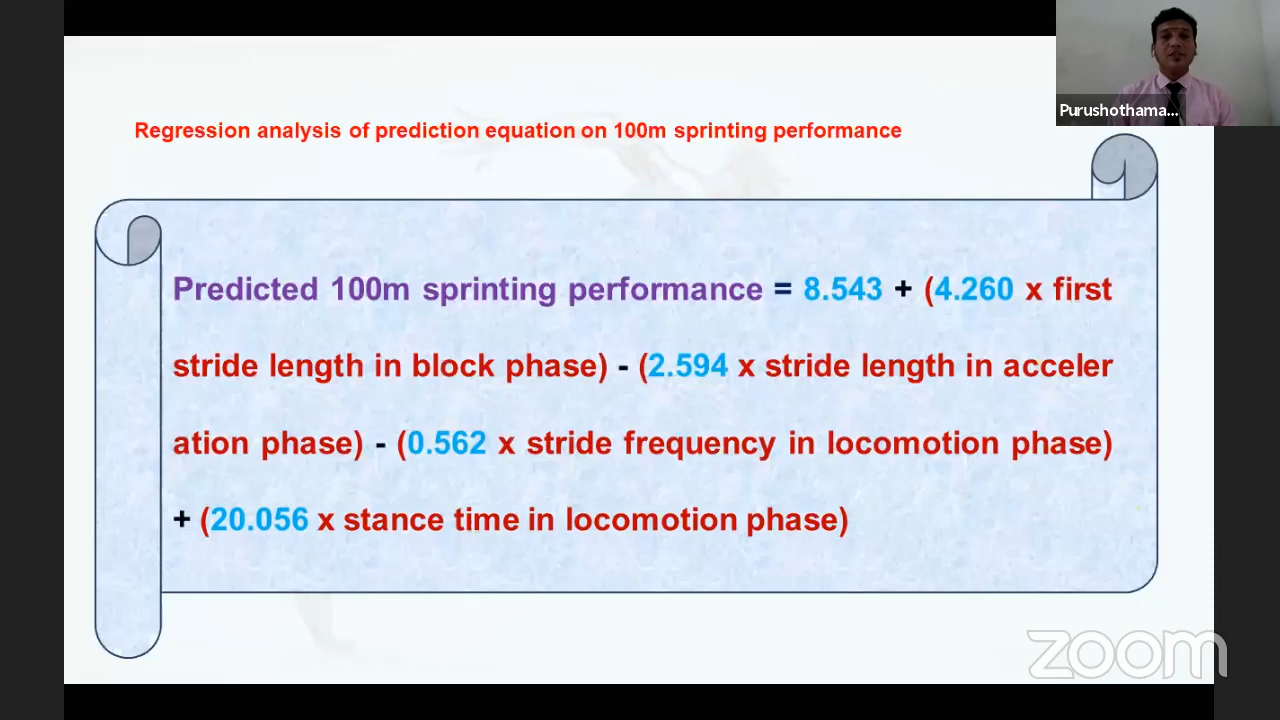 Purushothama...
Regression analysis of prediction equation on 100m sprinting performance
Predicted 100m sprinting performance = 8.543 + (4.260 x first
stride length in block phase) - (2.594 x stride length in acceler
ation phase) - (0.562 x stride frequency in locomotion phase)
+ (20.056 x stance time in locomotion phase)
zoom